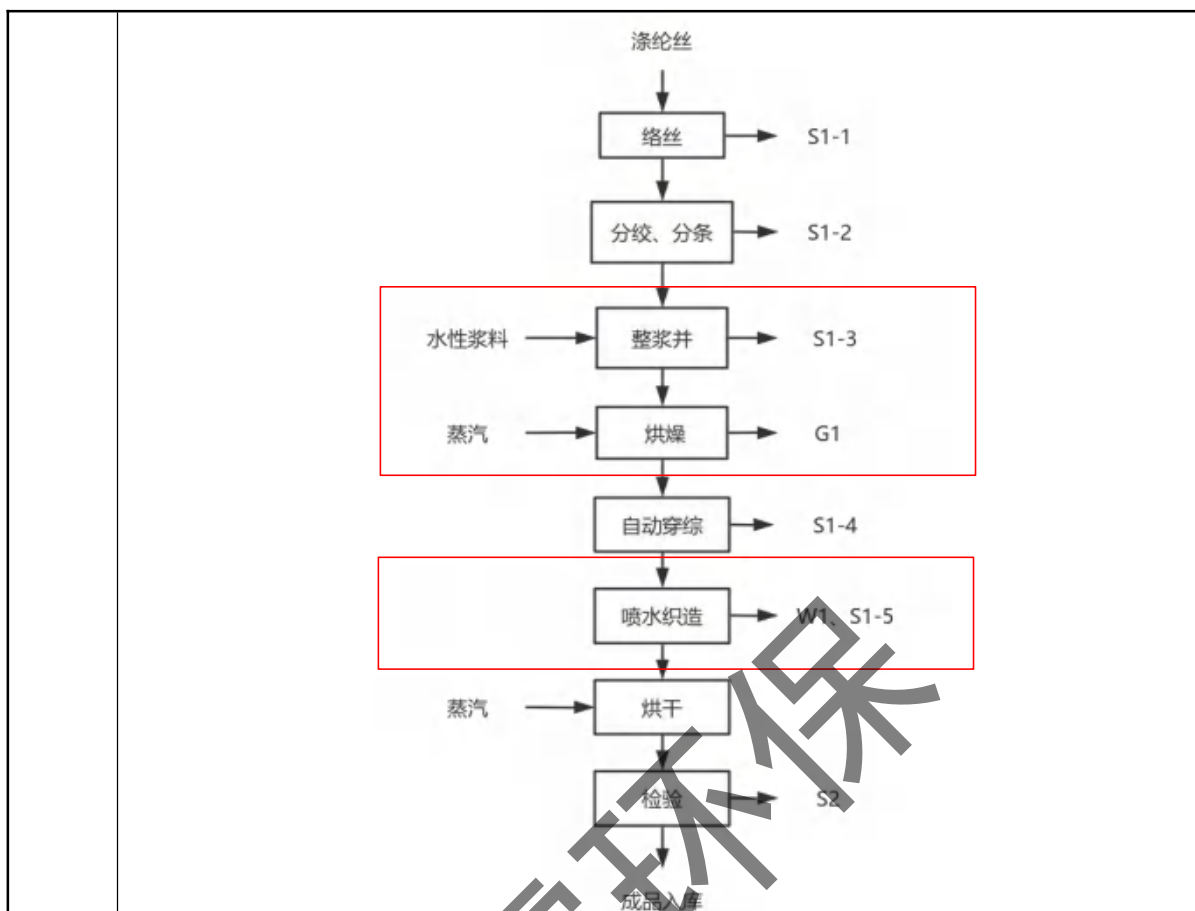 涤纶丝
络丝 S1-1
分绞、分条 S1-2
水性浆料 整浆并 S1-3
蒸汽 烘燥 G1
自动穿综 S1-4
喷水织造 W1、S1-5
蒸汽 烘干
检验 S2
成品入库
环保